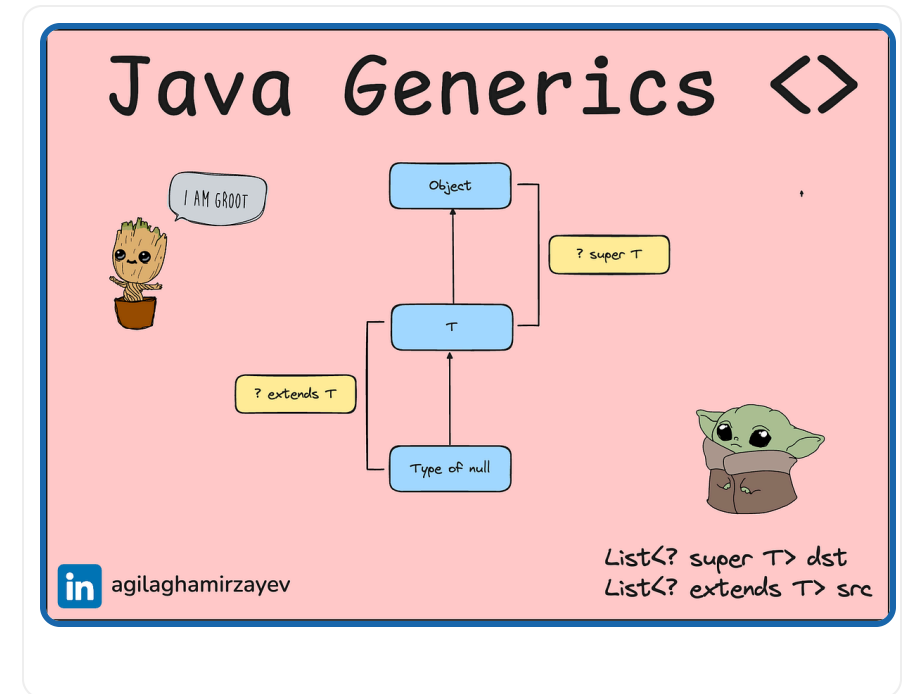 Java Generics <>
I AM GROOT
Object
? super T
T
? extends T
Type of null
List<? super T> dst
List<? extends T> src
in agilaghamirzayev